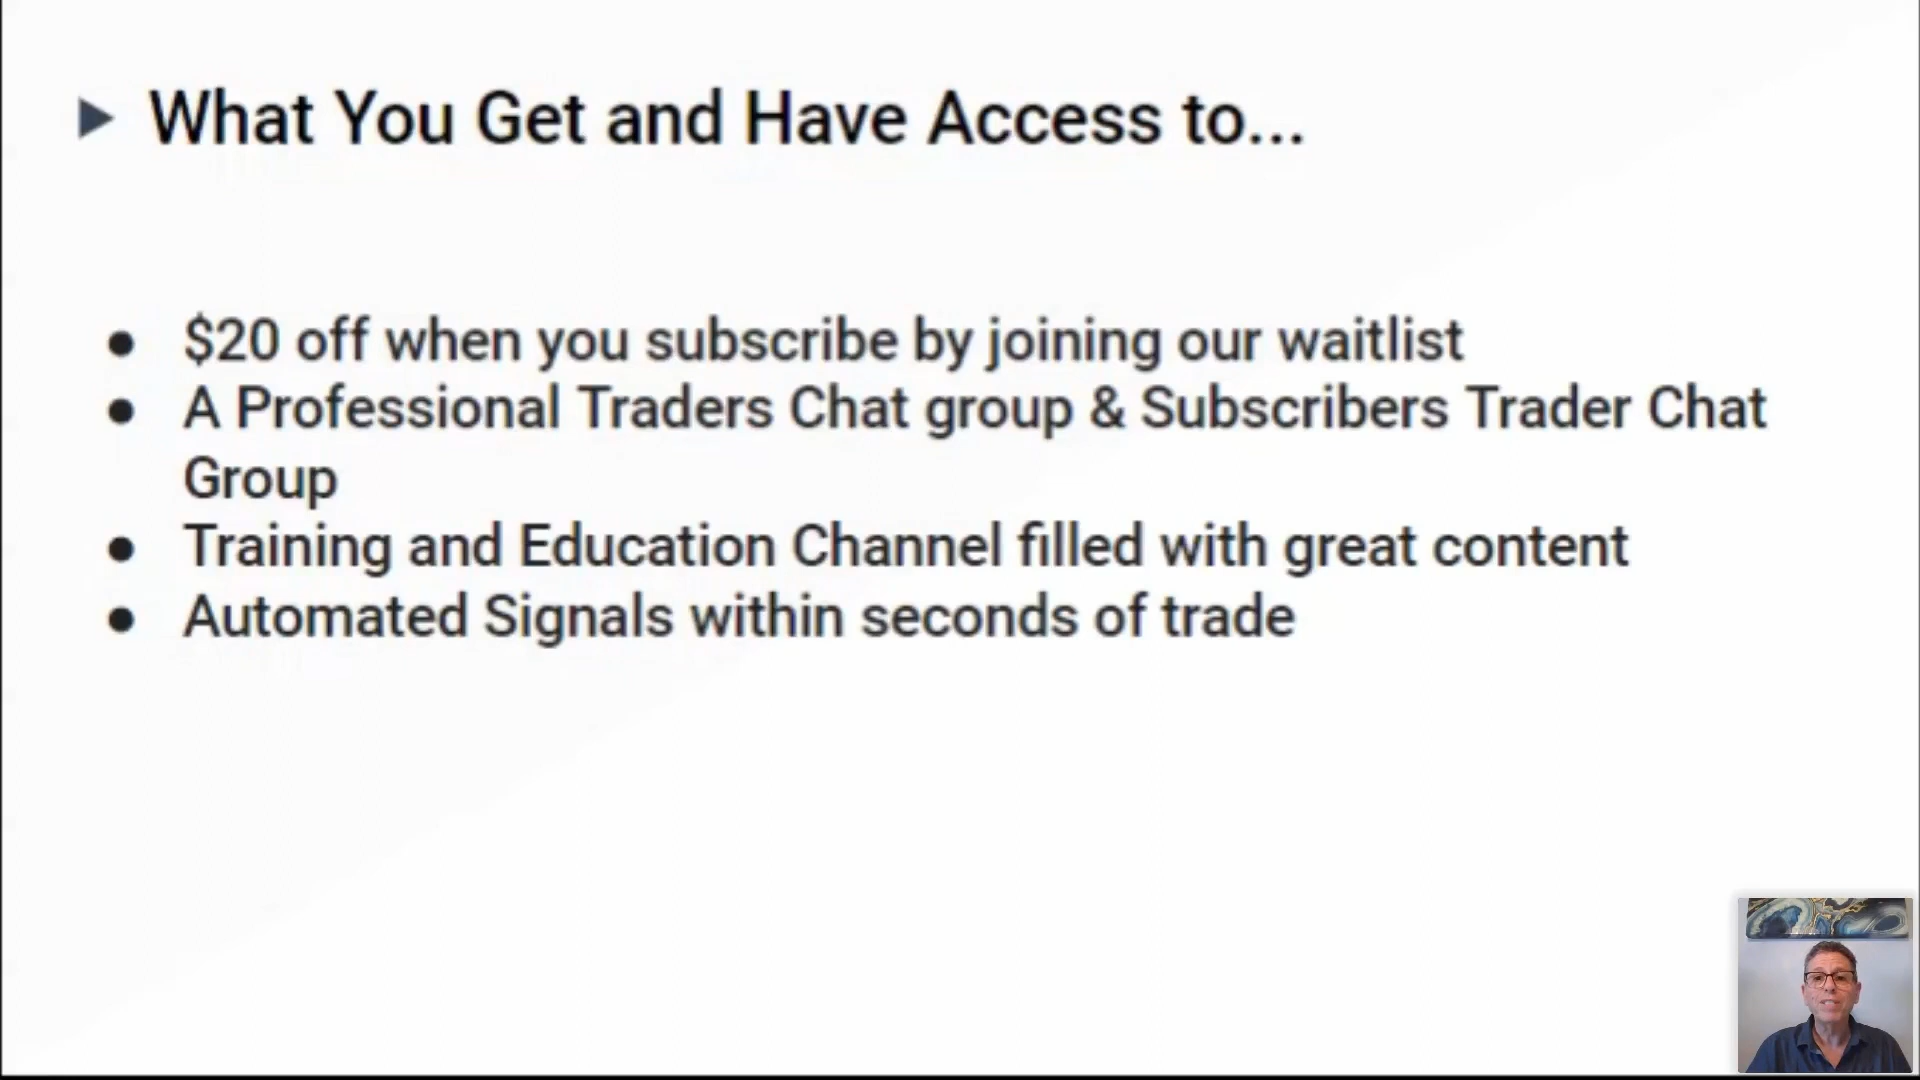 What You Get and Have Access to...
$20 off when you subscribe by joining our waitlist
A Professional Traders Chat group & Subscribers Trader Chat
Group
Training and Education Channel filled with great content
Automated Signals within seconds of trade